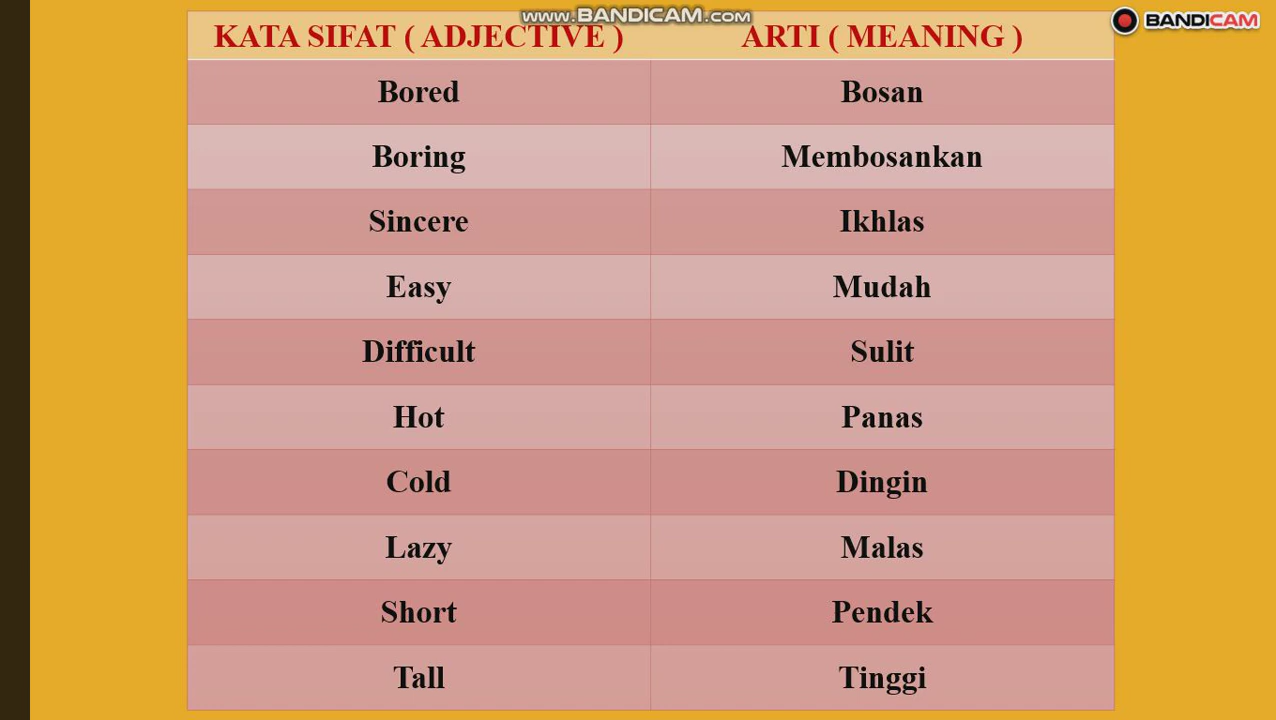 www.BANDICAM.com
BANDICAM
KATA SIFAT ( ADJECTIVE ) ARTI ( MEANING )
Bored Bosan
Boring Membosankan
Sincere Ikhlas
Easy Mudah
Difficult Sulit
Hot Panas
Cold Dingin
Lazy Malas
Short Pendek
Tall Tinggi